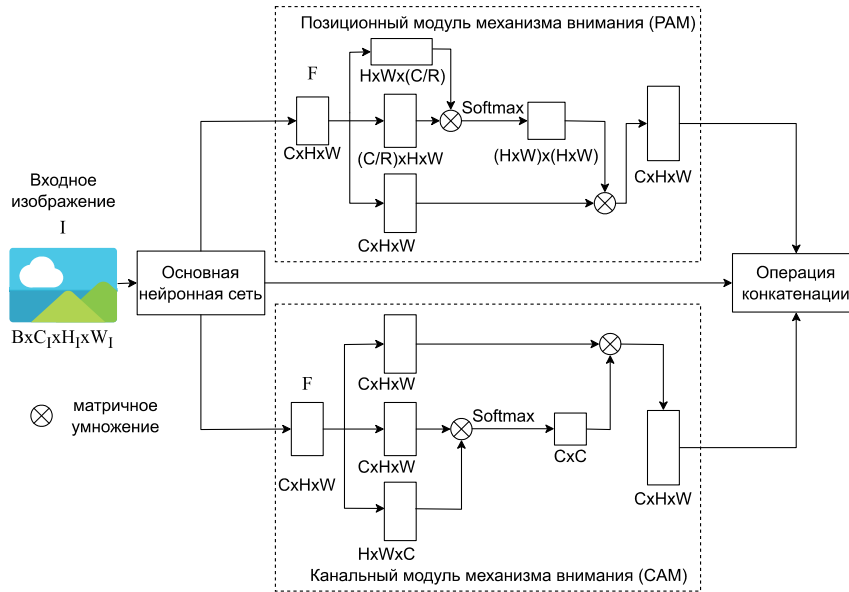 Позиционный модуль механизма внимания (PAM)
F
HxWx(C/R)
Softmax
CxHxW
(C/R)xHxW
(HxW)x(HxW)
CxHxW
CxHxW
Входное
изображение
I
BxC_IxH_IxW_I
Основная
нейронная сеть
Операция
конкатенации
матричное
умножение
CxHxW
F
CxHxW
CxHxW
Softmax
CxC
CxHxW
HxWxC
Канальный модуль механизма внимания (CAM)